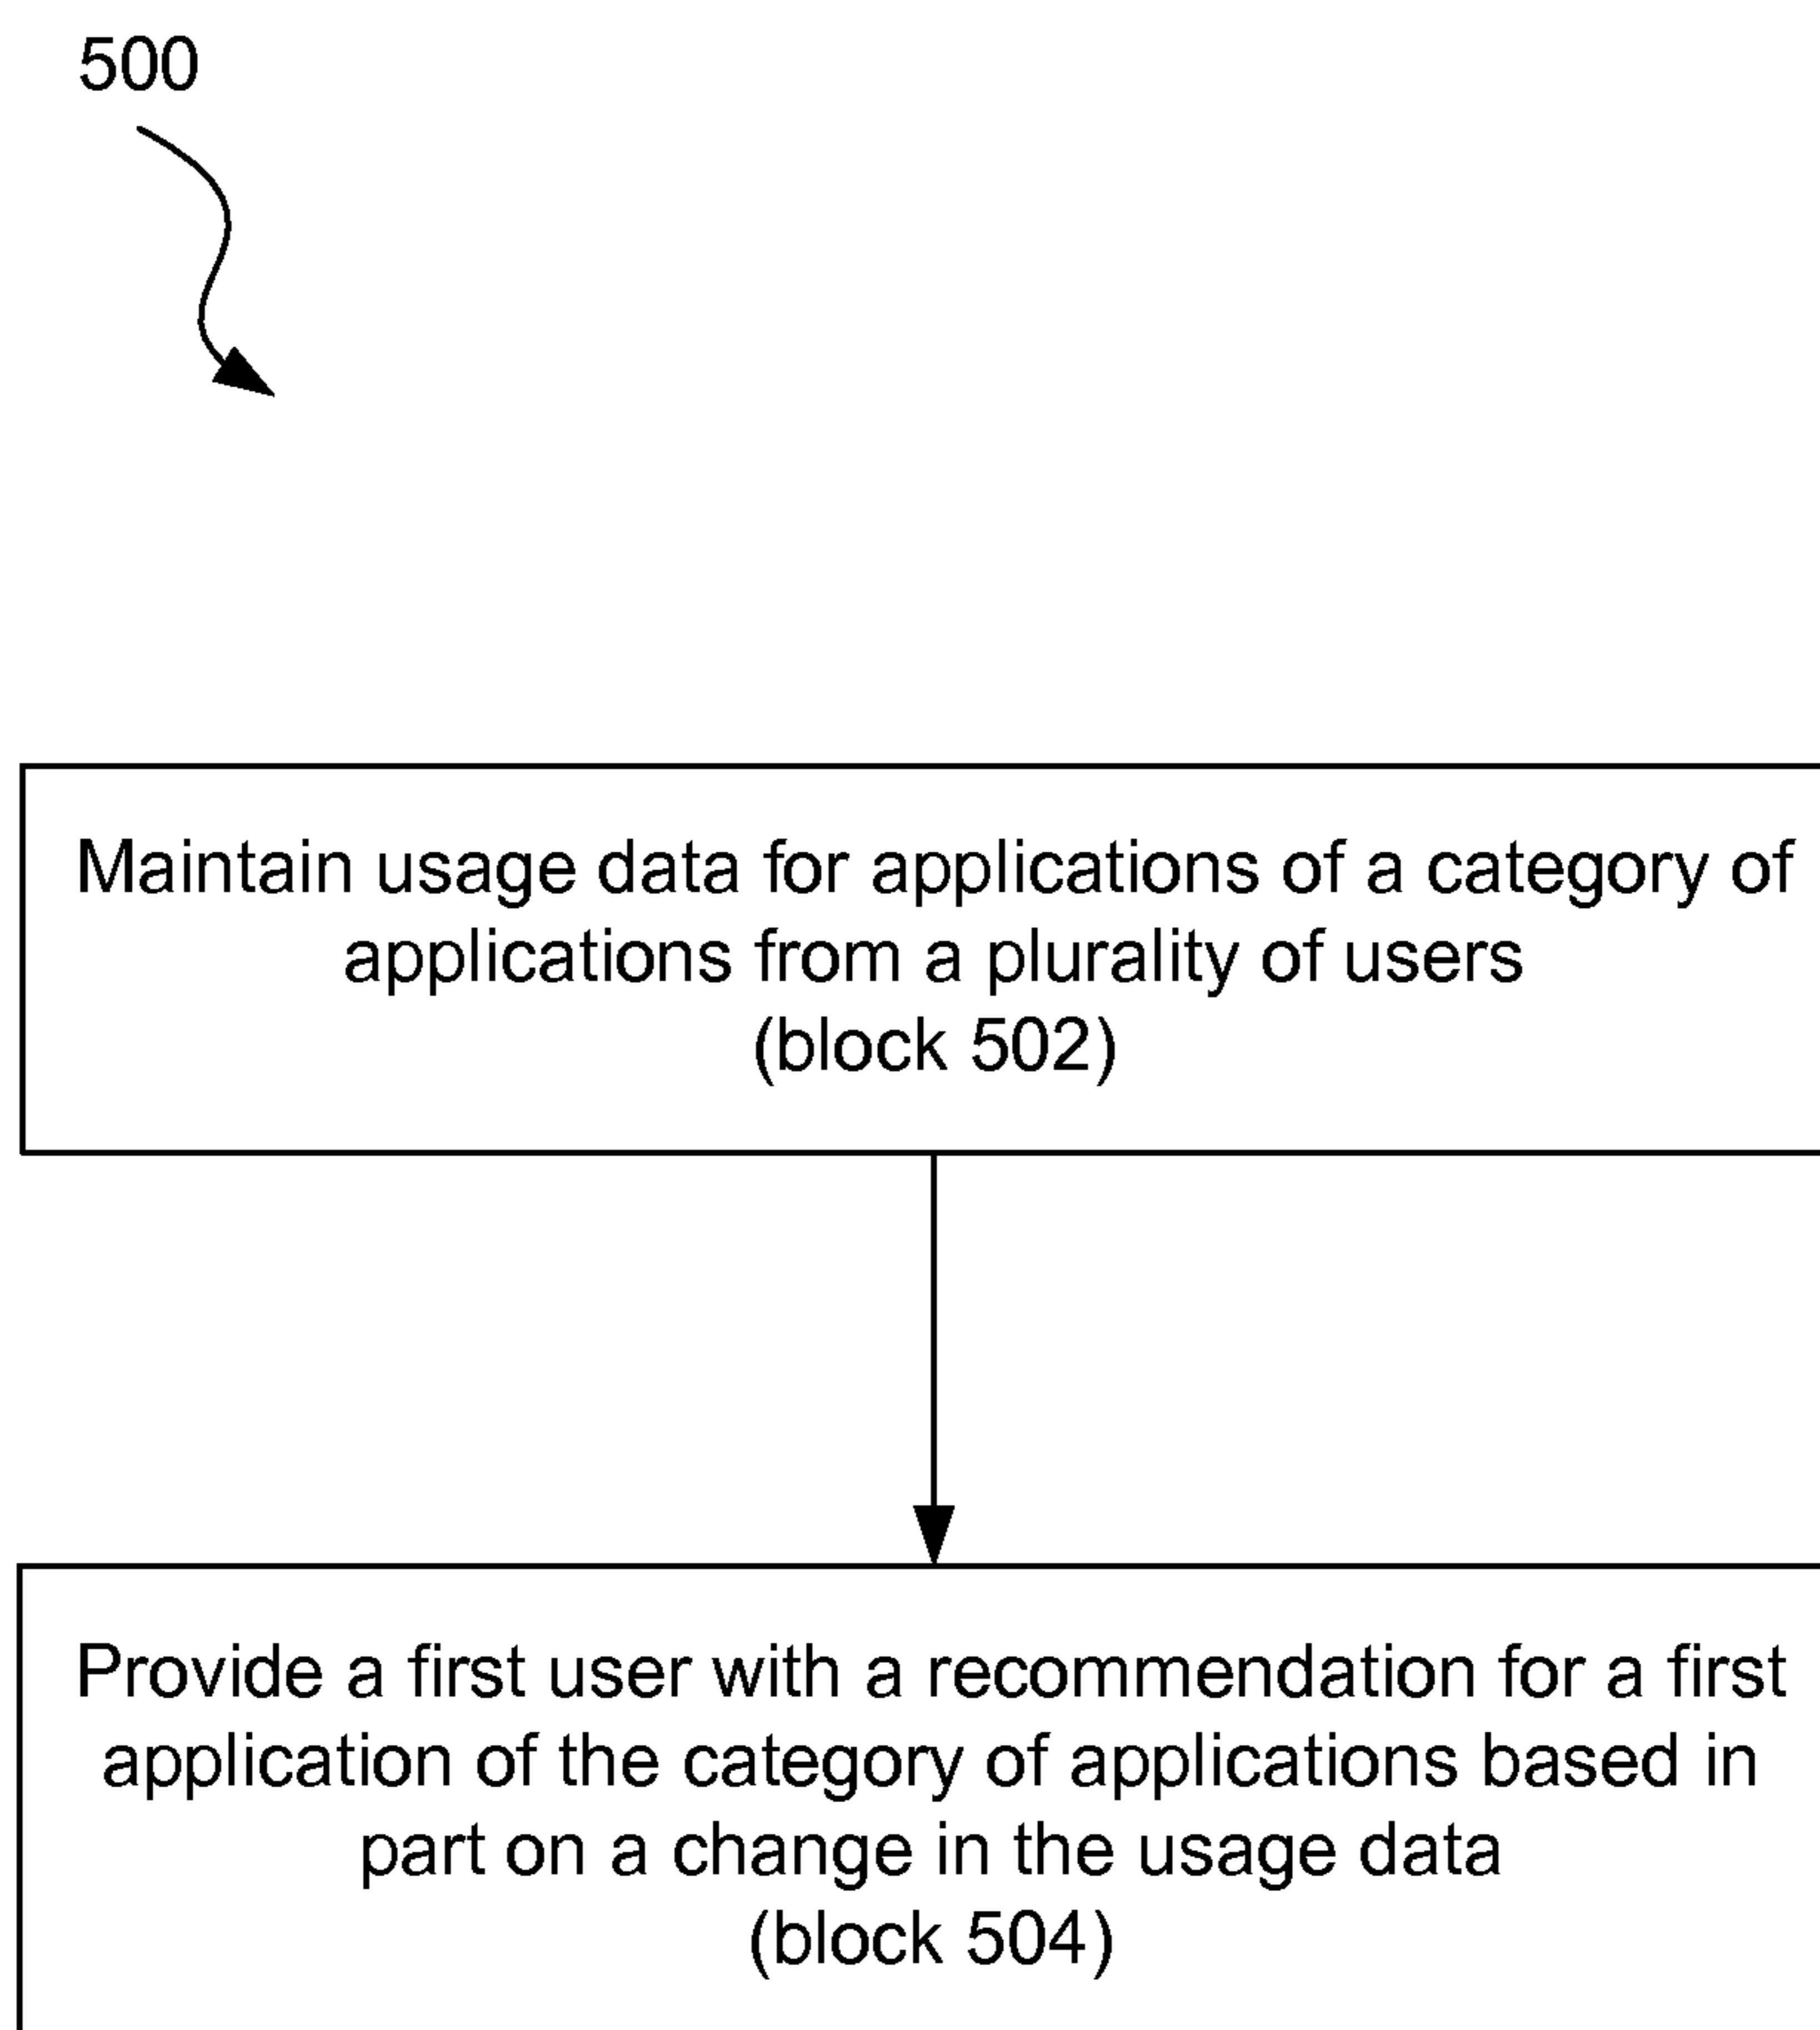 500
Maintain usage data for applications of a category of
applications from a plurality of users
(block 502)
Provide a first user with a recommendation for a first
application of the category of applications based in
part on a change in the usage data
(block 504)